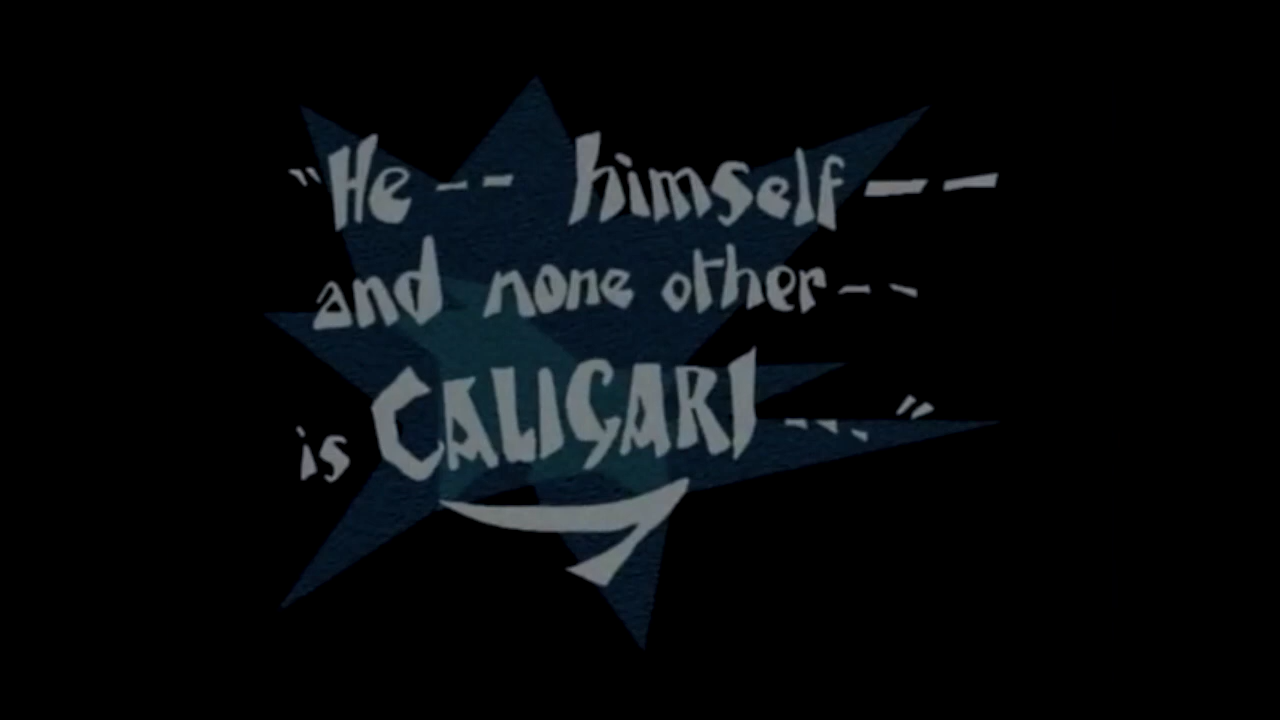 "He -- himself --
and none other --
is CALIGARI ---"